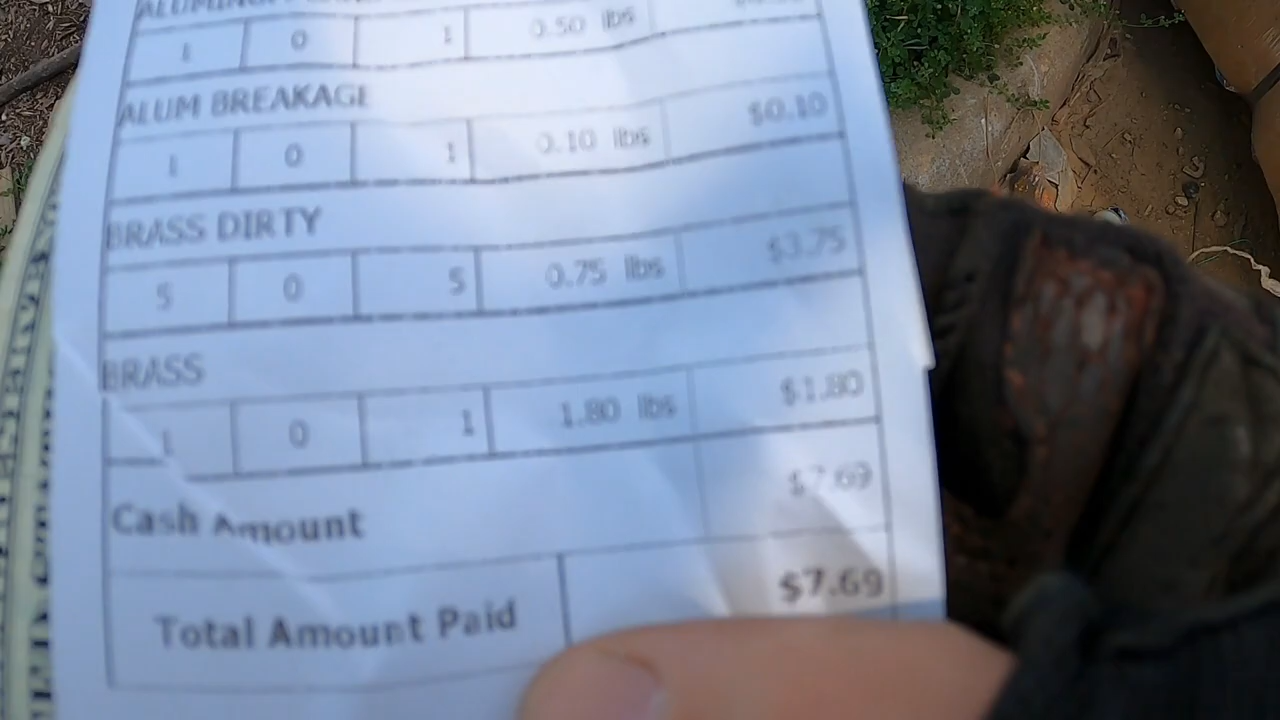 1 0 1 0.50 lbs
ALUM BREAKAGE
1 0 1 0.10 lbs $0.10
BRASS DIRTY
5 0 5 0.75 lbs $3.75
BRASS
1 0 1 1.80 lbs $1.80
Cash Amount $7.69
Total Amount Paid $7.69